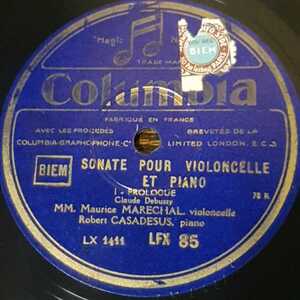 "Magic
TRADE MARK
BIEM
Columbia
FABRIQUÉ EN FRANCE
AVEC LES PROCÉDÉS
BREVETÉS DE LA
COLUMBIA GRAPHOPHONE Cº
LIMITED LONDON, E.C.3
BIEM
SONATE POUR VIOLONCELLE
ET PIANO
I - PROLOGUE
Claude Debussy
78 R.
MM. Maurice MARECHAL, violoncelle
Robert CASADESUS, piano
LX 1411
LFX 85